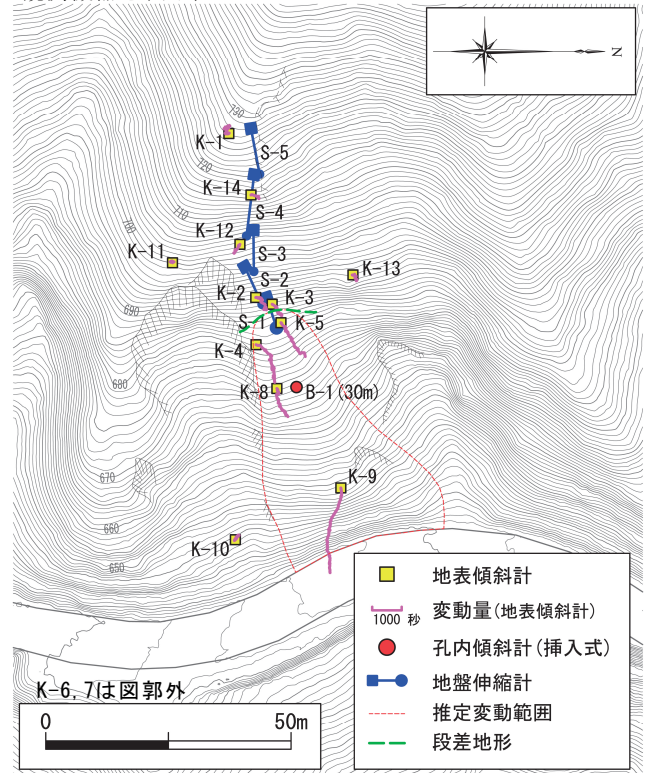 N
730
K-1
S-5
720
K-14
S-4
710
K-12
700
K-11
S-3
K-13
S-2
K-2
K-3
690
S-1
K-5
K-4
680
K-8
B-1(30m)
670
K-9
660
K-10
650
地表傾斜計
1000 秒
変動量(地表傾斜計)
孔内傾斜計(挿入式)
地盤伸縮計
推定変動範囲
段差地形
K-6,7は図郭外
0
50m